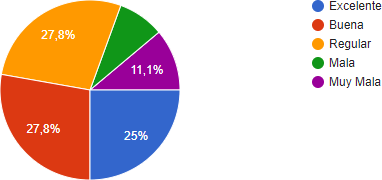 Excelente
Buena
Regular
Mala
Muy Mala
27,8%
11,1%
27,8%
25%